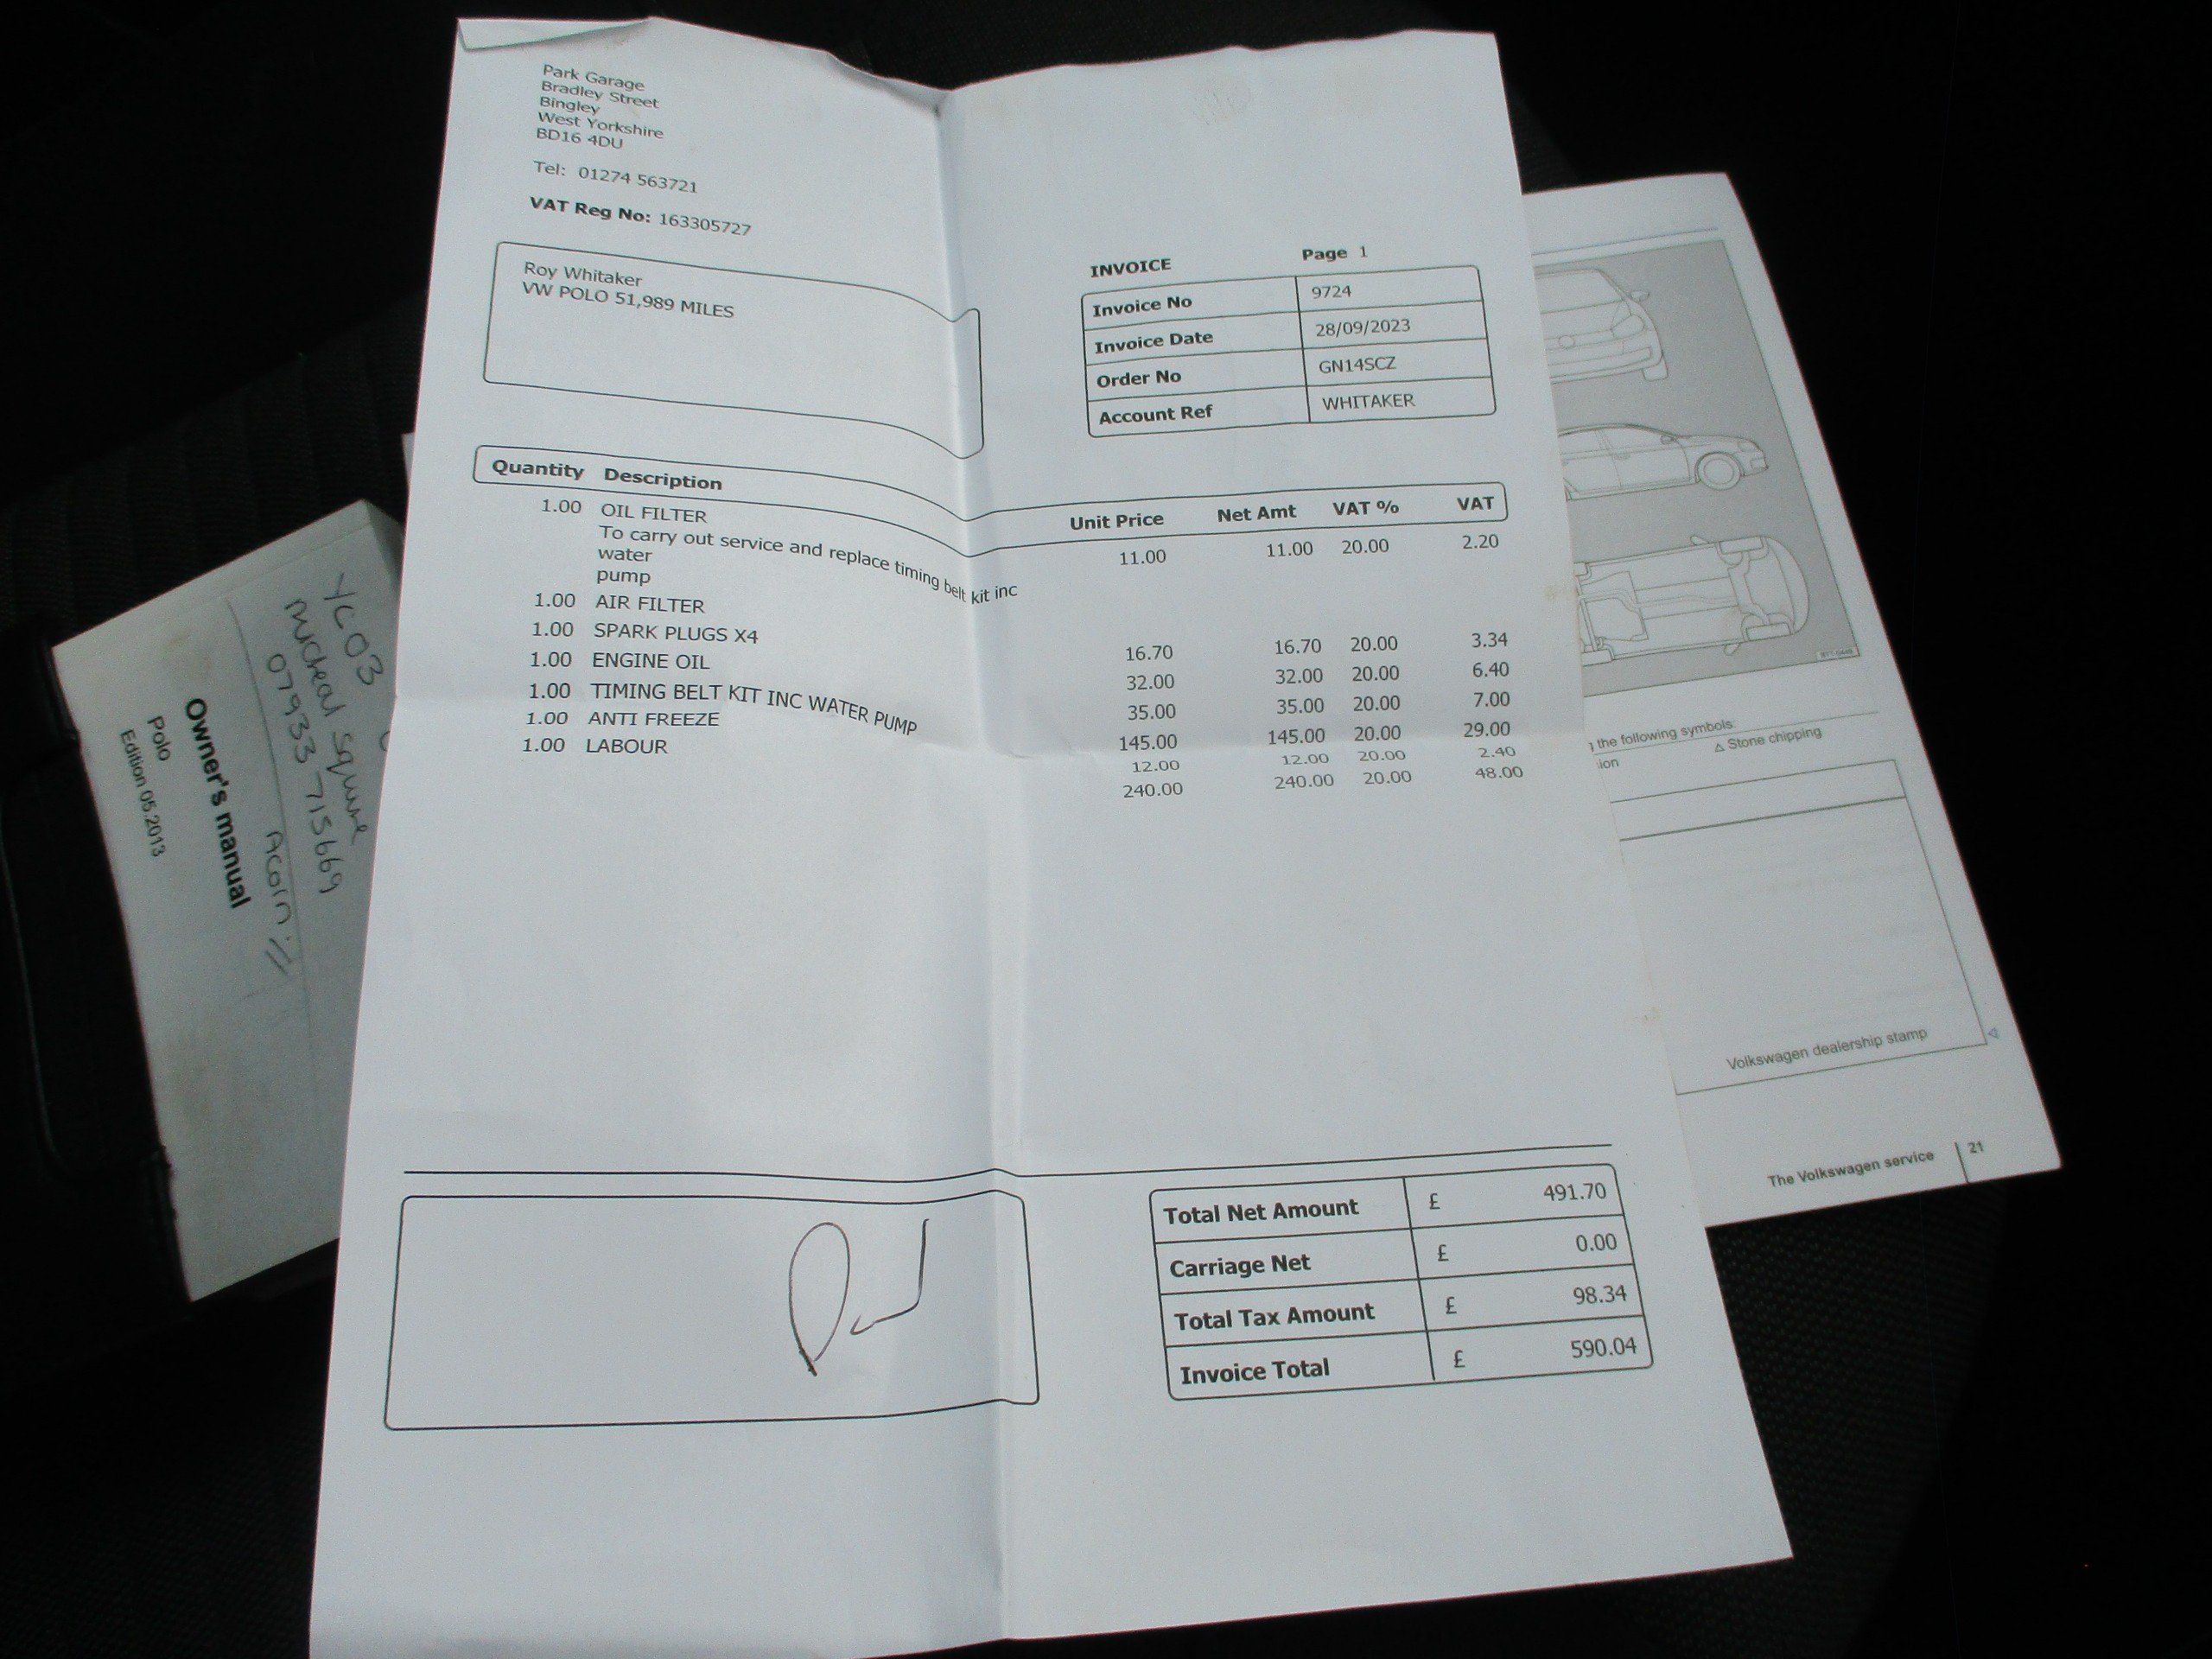 Park Garage
Bradley Street
Bingley
West Yorkshire
BD16 4DU
Tel: 01274 563721
VAT Reg No: 163305727
Roy Whitaker
VW POLO 51,989 MILES
INVOICE Page 1
Invoice No 9724
Invoice Date 28/09/2023
Order No GN14SCZ
Account Ref WHITAKER
Quantity Description Unit Price Net Amt VAT % VAT
1.00 OIL FILTER 11.00 11.00 20.00 2.20
To carry out service and replace timing belt kit inc
water
pump
1.00 AIR FILTER 16.70 16.70 20.00 3.34
1.00 SPARK PLUGS X4 32.00 32.00 20.00 6.40
1.00 ENGINE OIL 35.00 35.00 20.00 7.00
1.00 TIMING BELT KIT INC WATER PUMP 145.00 145.00 20.00 29.00
1.00 ANTI FREEZE 12.00 12.00 20.00 2.40
1.00 LABOUR 240.00 240.00 20.00 48.00
Total Net Amount £ 491.70
Carriage Net £ 0.00
Total Tax Amount £ 98.34
Invoice Total £ 590.04
YC03
07933 715669
Acorn
Owner's manual
Polo
Edition 05.2013
the following symbols:
△ Stone chipping
Volkswagen dealership stamp
The Volkswagen service 21